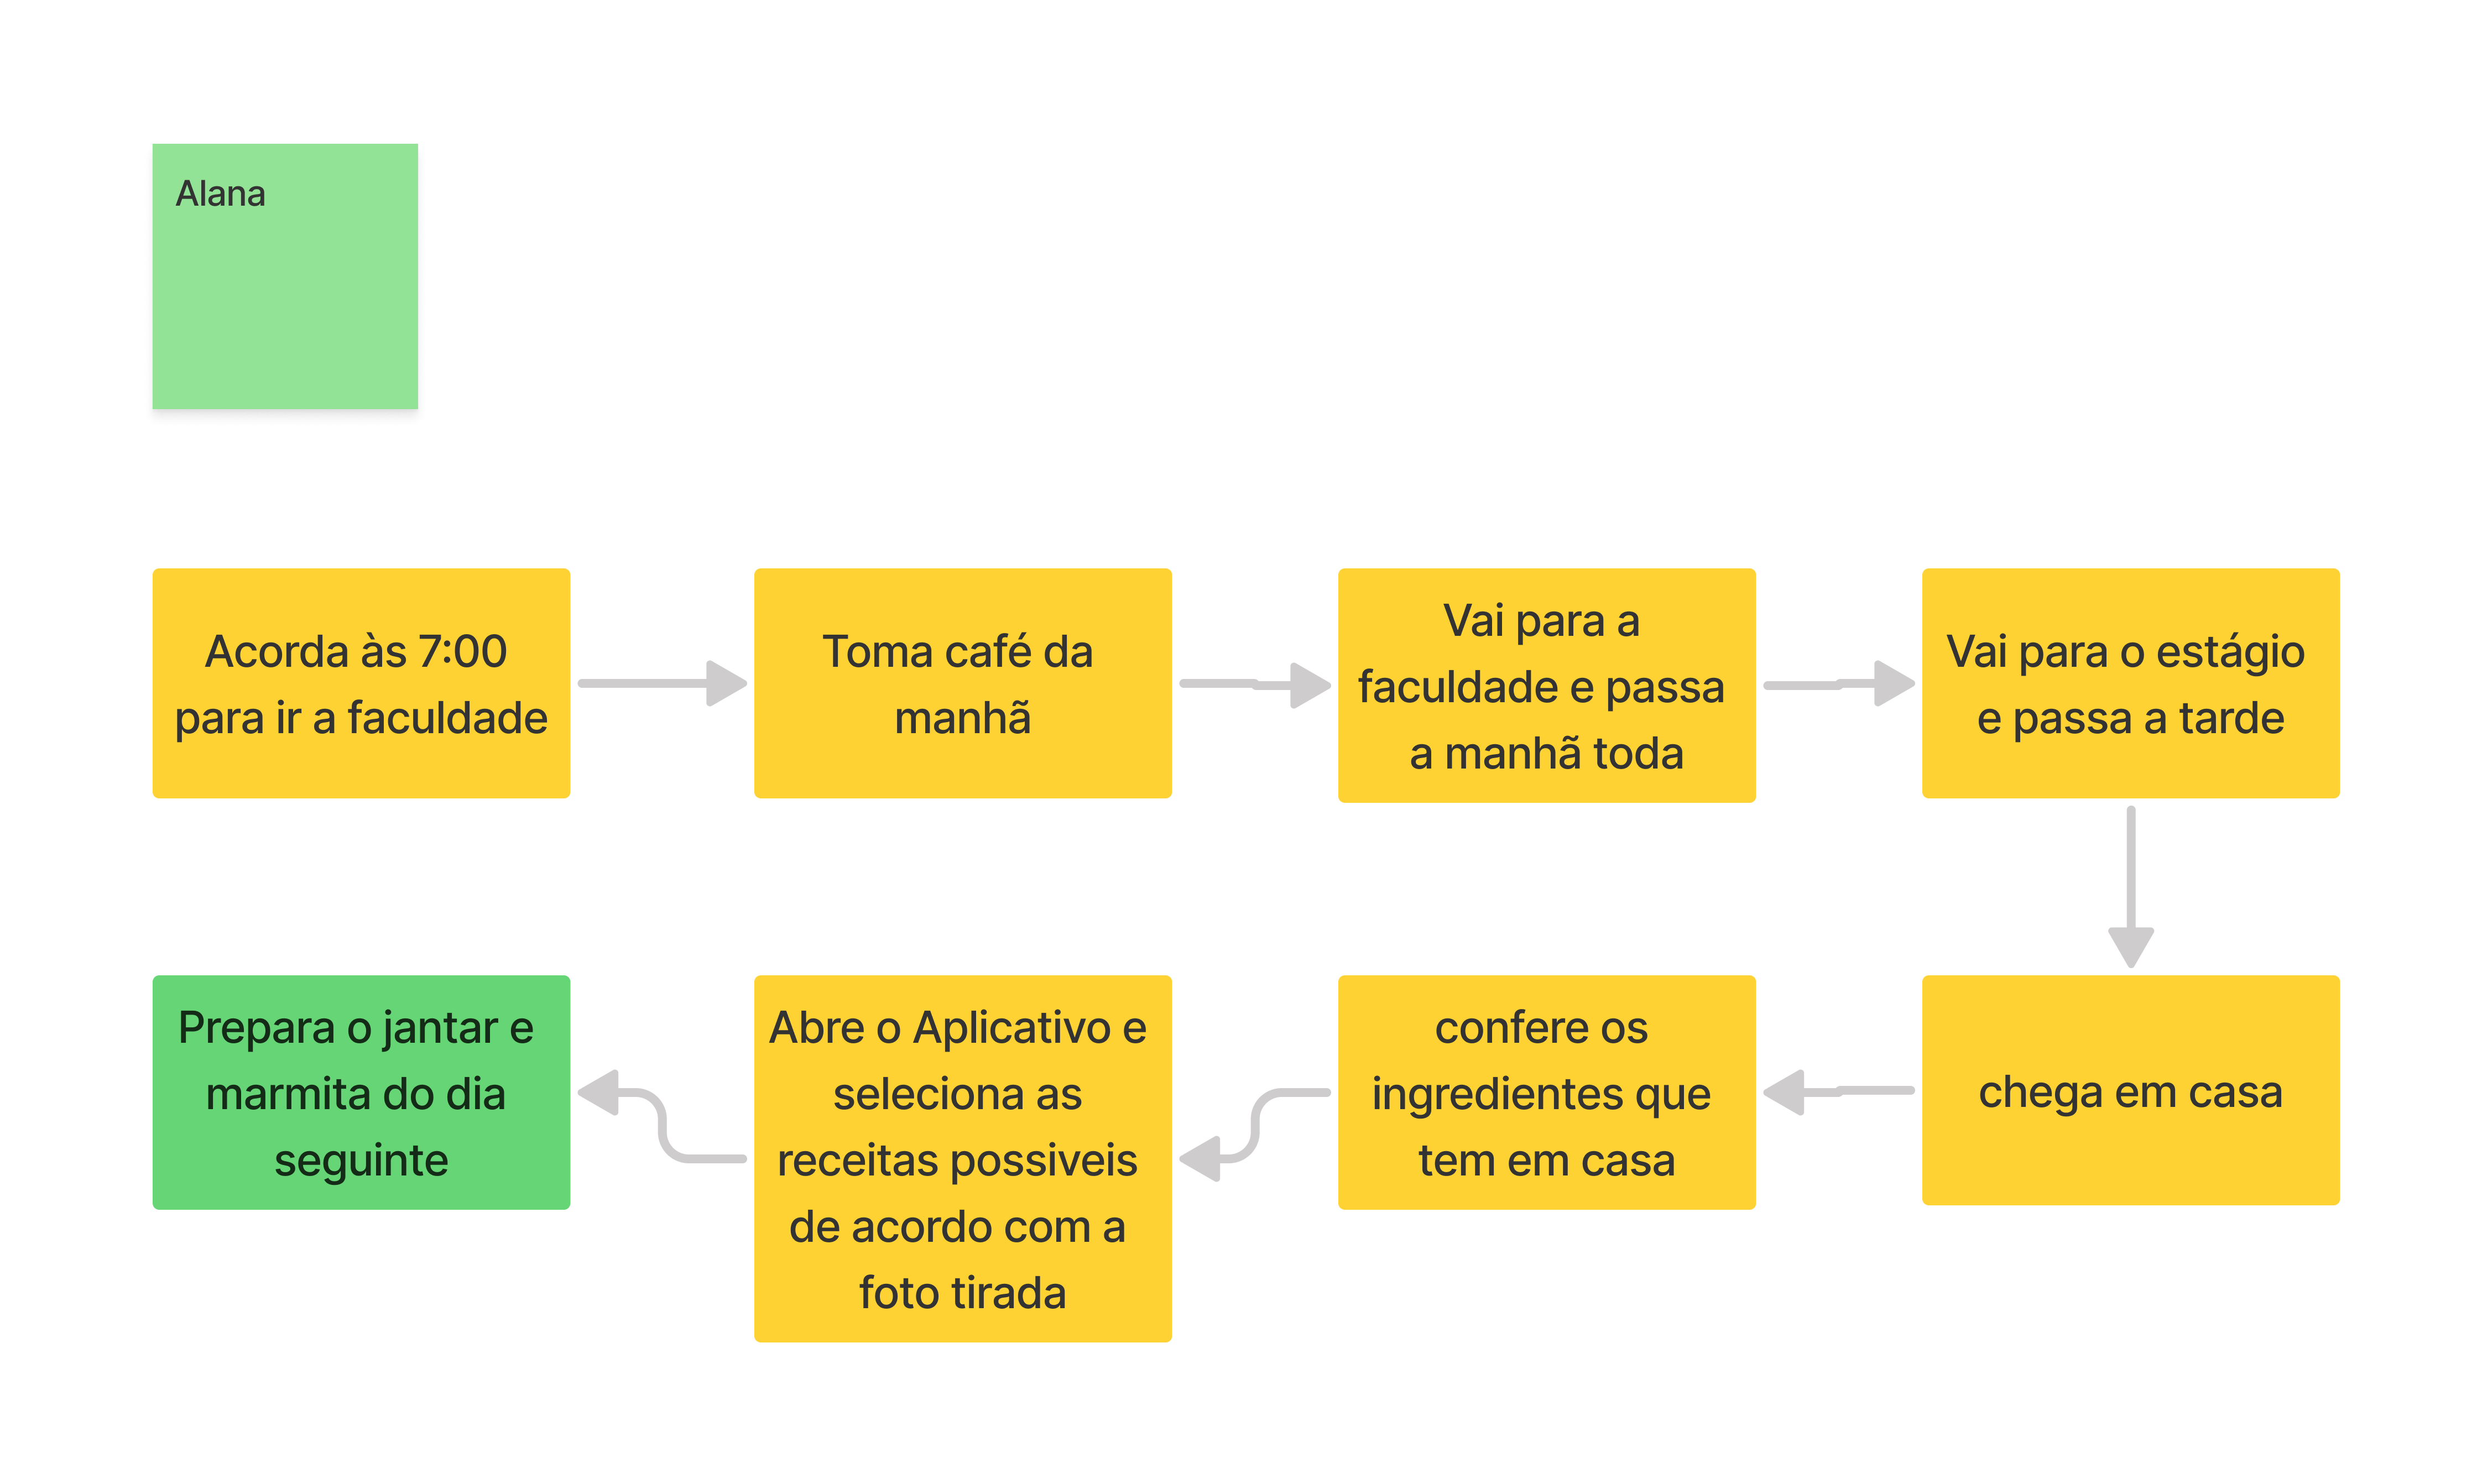 Alana
Acorda às 7:00
para ir a faculdade
Toma café da
manhã
Vai para a
faculdade e passa
a manhã toda
Vai para o estágio
e passa a tarde
chega em casa
confere os
ingredientes que
tem em casa
Abre o Aplicativo e
seleciona as
receitas possiveis
de acordo com a
foto tirada
Prepara o jantar e
marmita do dia
seguinte